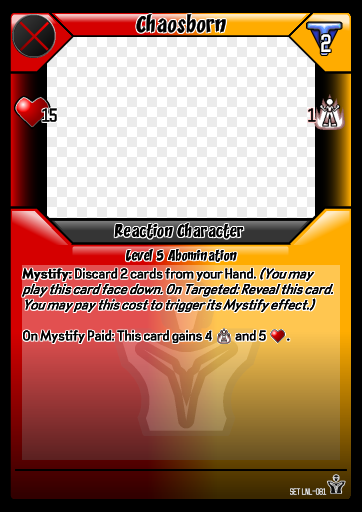 Chaosborn
2
15
1
Reaction Character
Level 5 Abomination
Mystify: Discard 2 cards from your Hand. (You may
play this card face down. On Targeted: Reveal this card.
You may pay this cost to trigger its Mystify effect.)
On Mystify Paid: This card gains 4 and 5 .
SET LNL-081